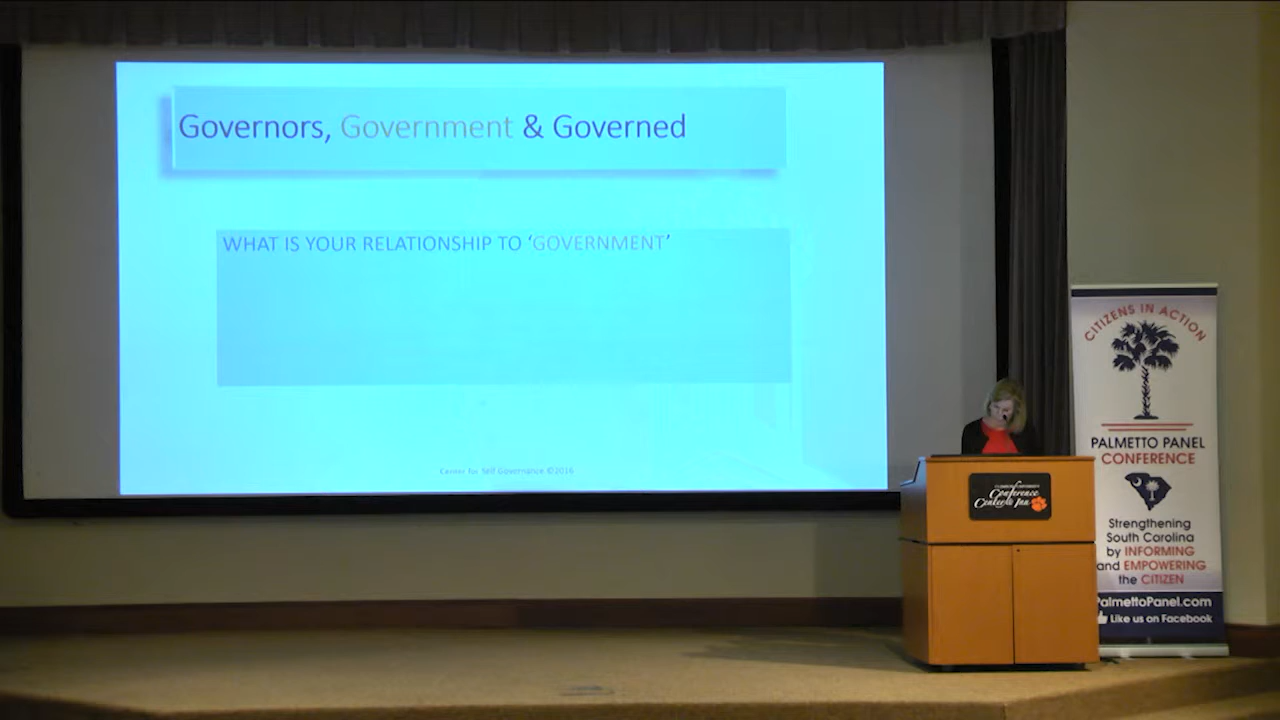 Governors, Government & Governed
WHAT IS YOUR RELATIONSHIP TO ‘GOVERNMENT’
Center for Self Governance ©2016
Conference
Center & Inn
CITIZENS IN ACTION
PALMETTO PANEL
CONFERENCE
Strengthening
South Carolina
by INFORMING
and EMPOWERING
the CITIZEN
PalmettoPanel.com
Like us on Facebook